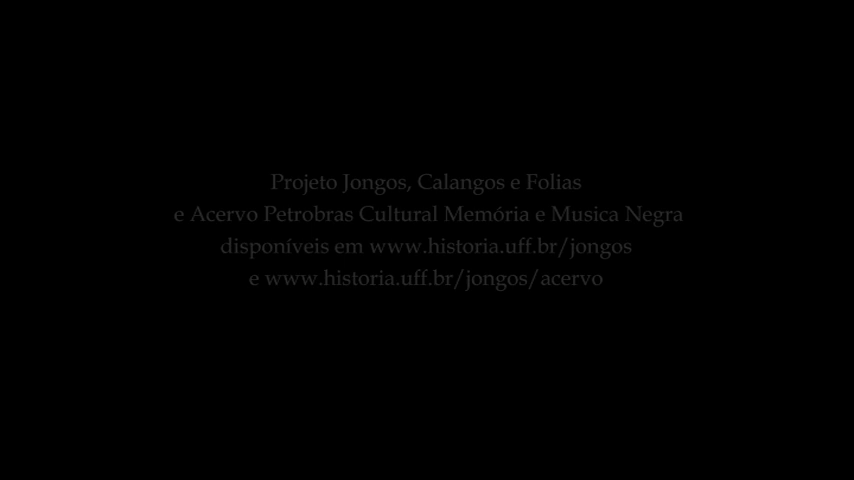 Projeto Jongos, Calangos e Folias
e Acervo Petrobras Cultural Memória e Musica Negra
disponíveis em www.historia.uff.br/jongos
e www.historia.uff.br/jongos/acervo